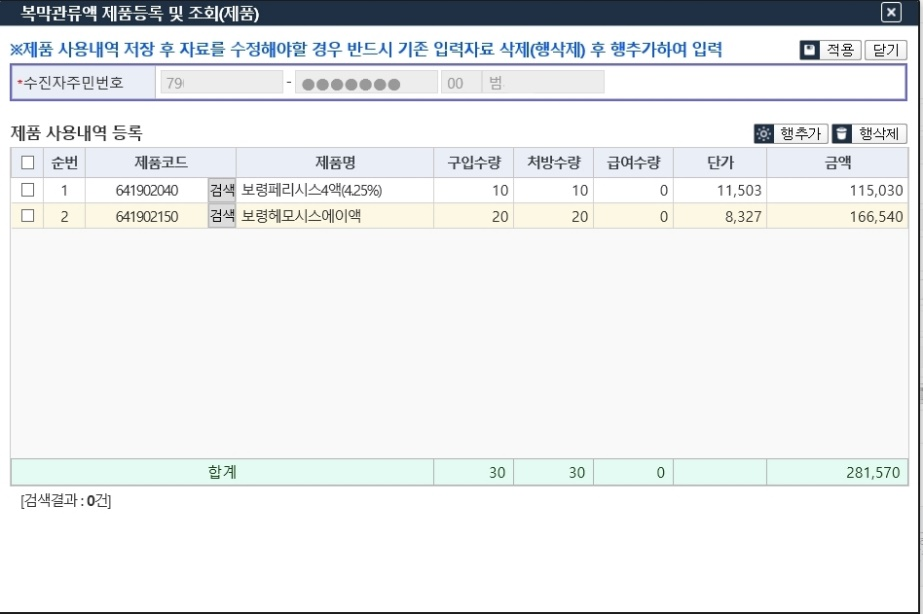 복막관류액 제품등록 및 조회(제품)
※제품 사용내역 저장 후 자료를 수정해야할 경우 반드시 기존 입력자료 삭제(행삭제) 후 행추가하여 입력 적용 닫기
*수진자주민번호 790 - ●●●●●●● 00 범
제품 사용내역 등록 행추가 행삭제
순번 제품코드 제품명 구입수량 처방수량 급여수량 단가 금액
1 641902040 검색 보령페리시스4액(4.25%) 10 10 0 11,503 115,030
2 641902150 검색 보령헤모시스에이액 20 20 0 8,327 166,540
합계 30 30 0 281,570
[검색결과 : 0건]